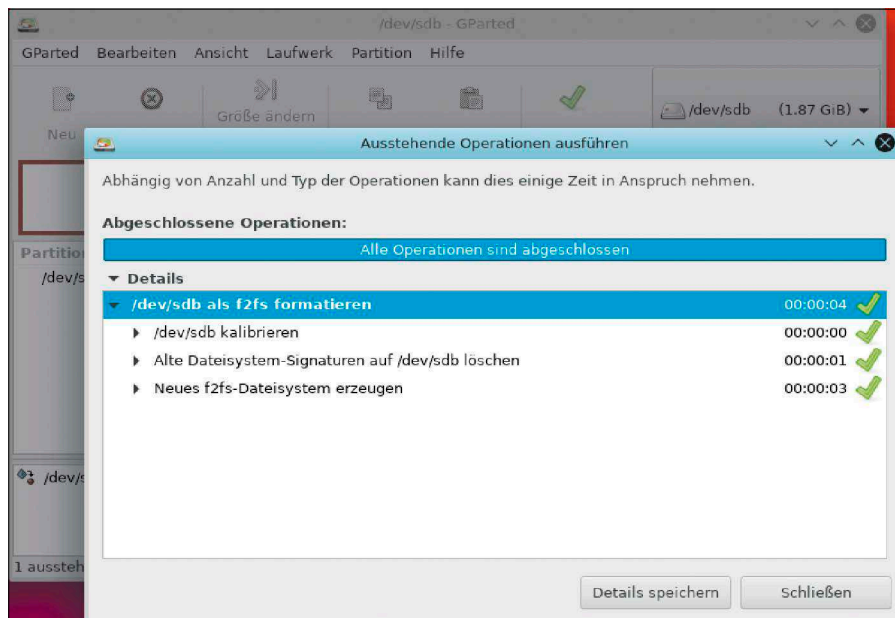 /dev/sdb - GParted
GParted Bearbeiten Ansicht Laufwerk Partition Hilfe
Neu
Größe ändern
/dev/sdb (1.87 GiB)
Ausstehende Operationen ausführen
Abhängig von Anzahl und Typ der Operationen kann dies einige Zeit in Anspruch nehmen.
Abgeschlossene Operationen:
Alle Operationen sind abgeschlossen
Partitio
/dev/s
Details
/dev/sdb als f2fs formatieren 00:00:04
/dev/sdb kalibrieren 00:00:00
Alte Dateisystem-Signaturen auf /dev/sdb löschen 00:00:01
Neues f2fs-Dateisystem erzeugen 00:00:03
/dev/s
1 aussteh
Details speichern Schließen